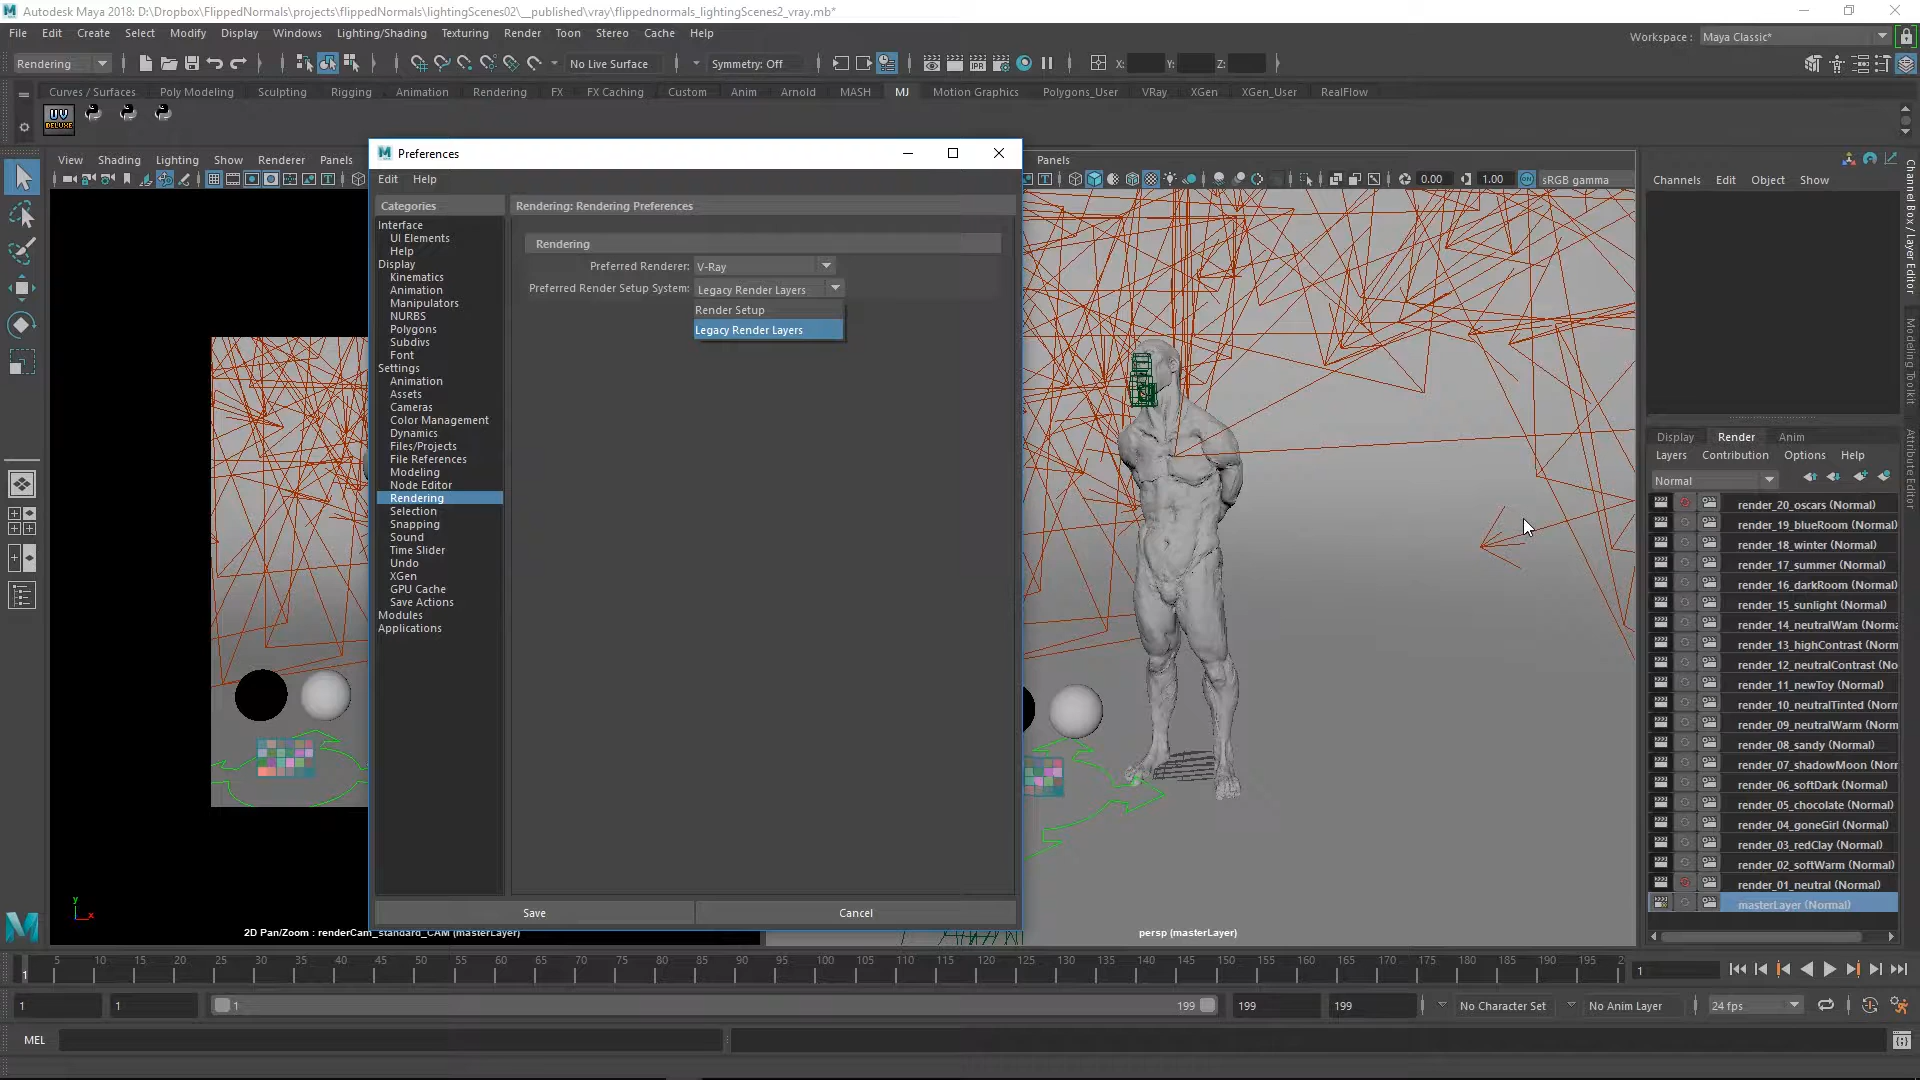 Autodesk Maya 2018: D:\Dropbox\FlippedNormals\projects\flippedNormals\lightingScenes02\__published\vray\flippednormals_lightingScenes2_vray.mb*
File Edit Create Select Modify Display Windows Lighting/Shading Texturing Render Toon Stereo Cache Help
Workspace : Maya Classic*
Rendering No Live Surface Symmetry: Off X: Y: Z:
Curves / Surfaces Poly Modeling Sculpting Rigging Animation Rendering FX FX Caching Custom Anim Arnold MASH MJ Motion Graphics Polygons_User VRay XGen XGen_User RealFlow
UV
DELUXE
View Shading Lighting Show Renderer Panels
Preferences
Edit Help
Categories
Interface
UI Elements
Help
Display
Kinematics
Animation
Manipulators
NURBS
Polygons
Subdivs
Font
Settings
Animation
Assets
Cameras
Color Management
Dynamics
Files/Projects
File References
Modeling
Node Editor
Rendering
Selection
Snapping
Sound
Time Slider
Undo
XGen
GPU Cache
Save Actions
Modules
Applications
Rendering: Rendering Preferences
Rendering
Preferred Renderer: V-Ray
Preferred Render Setup System: Legacy Render Layers
Render Setup
Legacy Render Layers
Save Cancel
Panels
0.00 1.00 sRGB gamma
Channels Edit Object Show
Channel Box / Layer Editor
Modeling Toolkit
Attribute Editor
Display Render Anim
Layers Contribution Options Help
Normal
render_20_oscars (Normal)
render_19_blueRoom (Normal)
render_18_winter (Normal)
render_17_summer (Normal)
render_16_darkRoom (Normal)
render_15_sunlight (Normal)
render_14_neutralWam (Norma
render_13_highContrast (Norm
render_12_neutralContrast (No
render_11_newToy (Normal)
render_10_neutralTinted (Norm
render_09_neutralWarm (Norm
render_08_sandy (Normal)
render_07_shadowMoon (Norr
render_06_softDark (Normal)
render_05_chocolate (Normal)
render_04_goneGirl (Normal)
render_03_redClay (Normal)
render_02_softWarm (Normal)
render_01_neutral (Normal)
masterLayer (Normal)
y
x
2D Pan/Zoom : renderCam_standard_CAM (masterLayer)
persp (masterLayer)
5 10 15 20 25 30 35 40 45 50 55 60 65 70 75 80 85 90 95 100 105 110 115 120 125 130 135 140 145 150 155 160 165 170 175 180 185 190 195 2
1 1
1 1 1 199 199 199 No Character Set No Anim Layer 24 fps
MEL